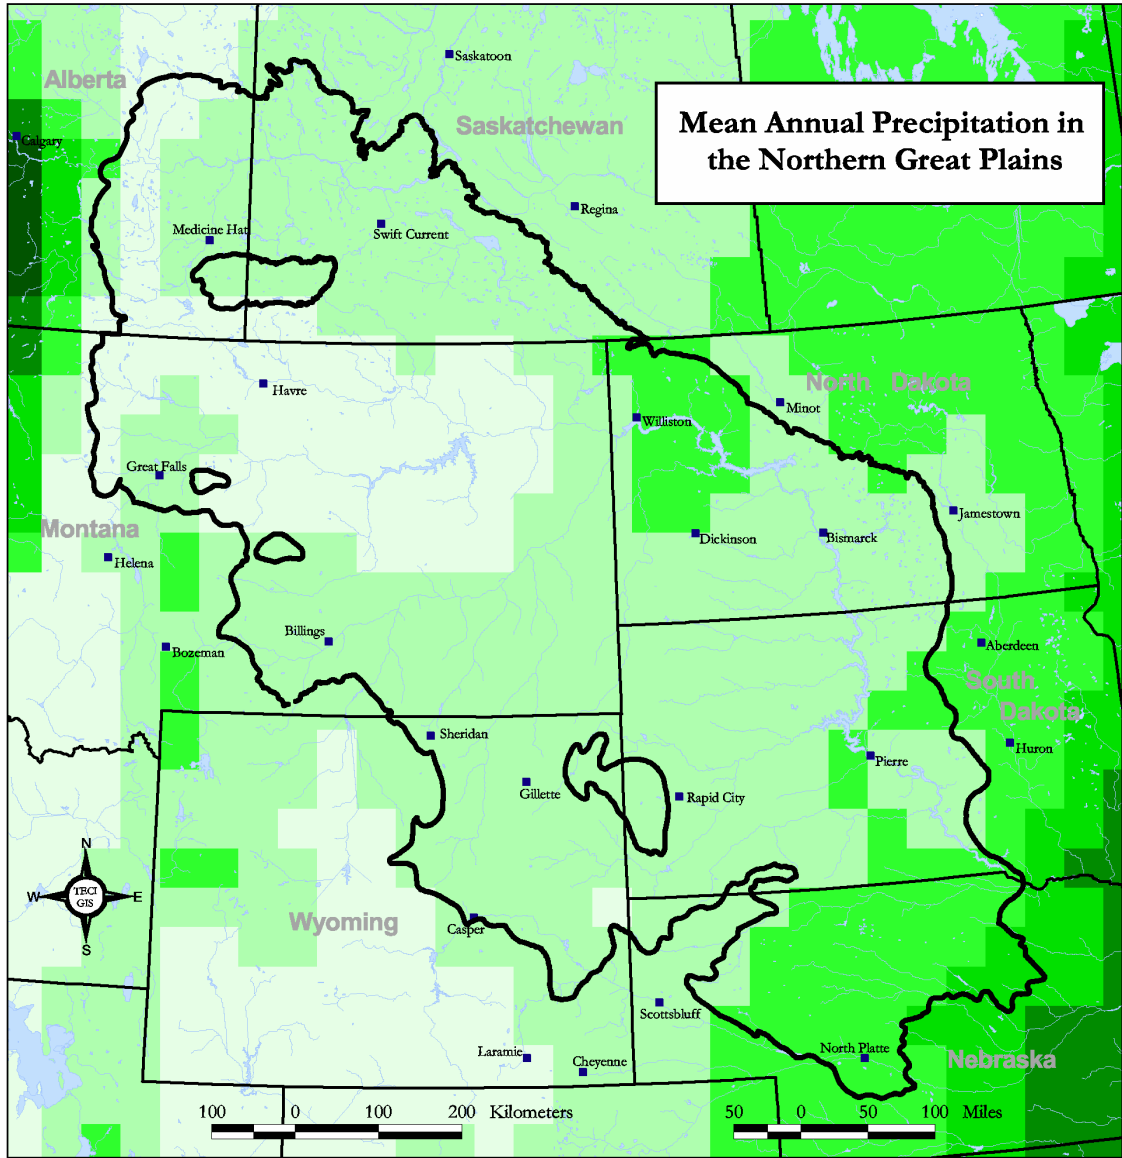 Saskatoon
Alberta
Mean Annual Precipitation in
the Northern Great Plains
Saskatchewan
Calgary
Regina
Medicine Hat
Swift Current
North Dakota
Havre
Minot
Williston
Great Falls
Jamestown
Montana
Dickinson
Bismarck
Helena
Billings
Bozeman
Aberdeen
South
Dakota
Sheridan
Huron
Pierre
Gillette
Rapid City
N
W
TECI
GIS
E
S
Wyoming
Casper
Scottsbluff
Laramie
Cheyenne
North Platte
Nebraska
100 0 100 200 Kilometers
50 0 50 100 Miles